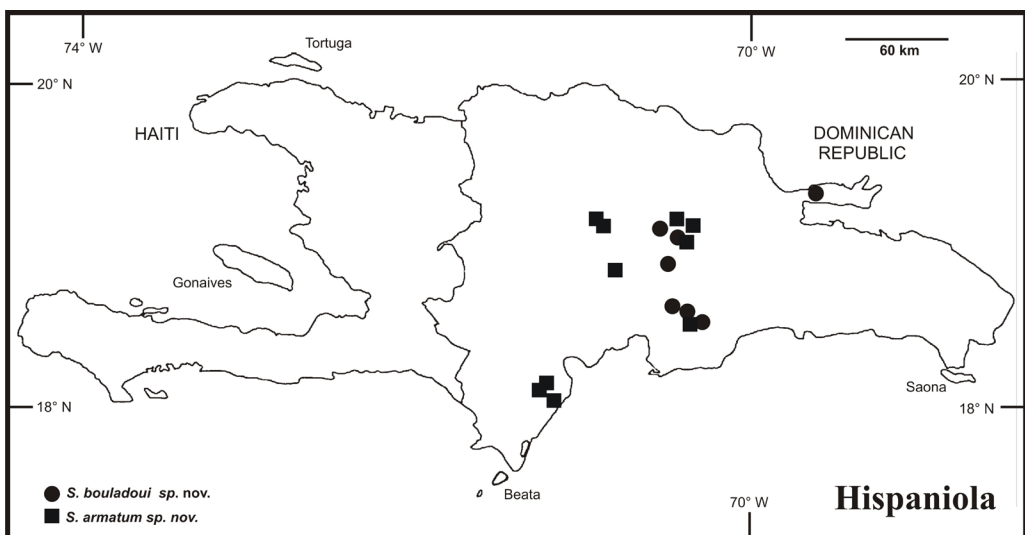 74° W
Tortuga
70° W
60 km
20° N
20° N
HAITI
DOMINICAN
REPUBLIC
Gonaives
Saona
18° N
18° N
S. bouladoui sp. nov.
S. armatum sp. nov.
Beata
70° W
Hispaniola